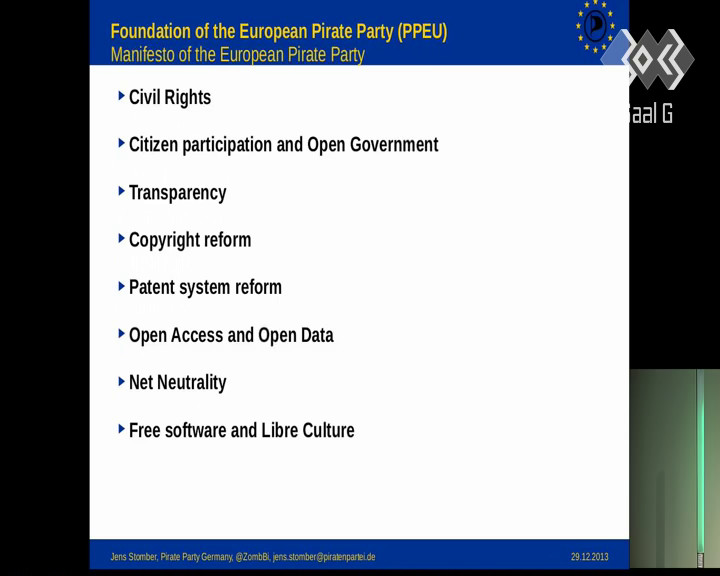 Foundation of the European Pirate Party (PPEU)
Manifesto of the European Pirate Party
Civil Rights
Citizen participation and Open Government
Transparency
Copyright reform
Patent system reform
Open Access and Open Data
Net Neutrality
Free software and Libre Culture
Jens Stomber, Pirate Party Germany, @ZombBi, jens.stomber@piratenpartei.de
29.12.2013
Saal G